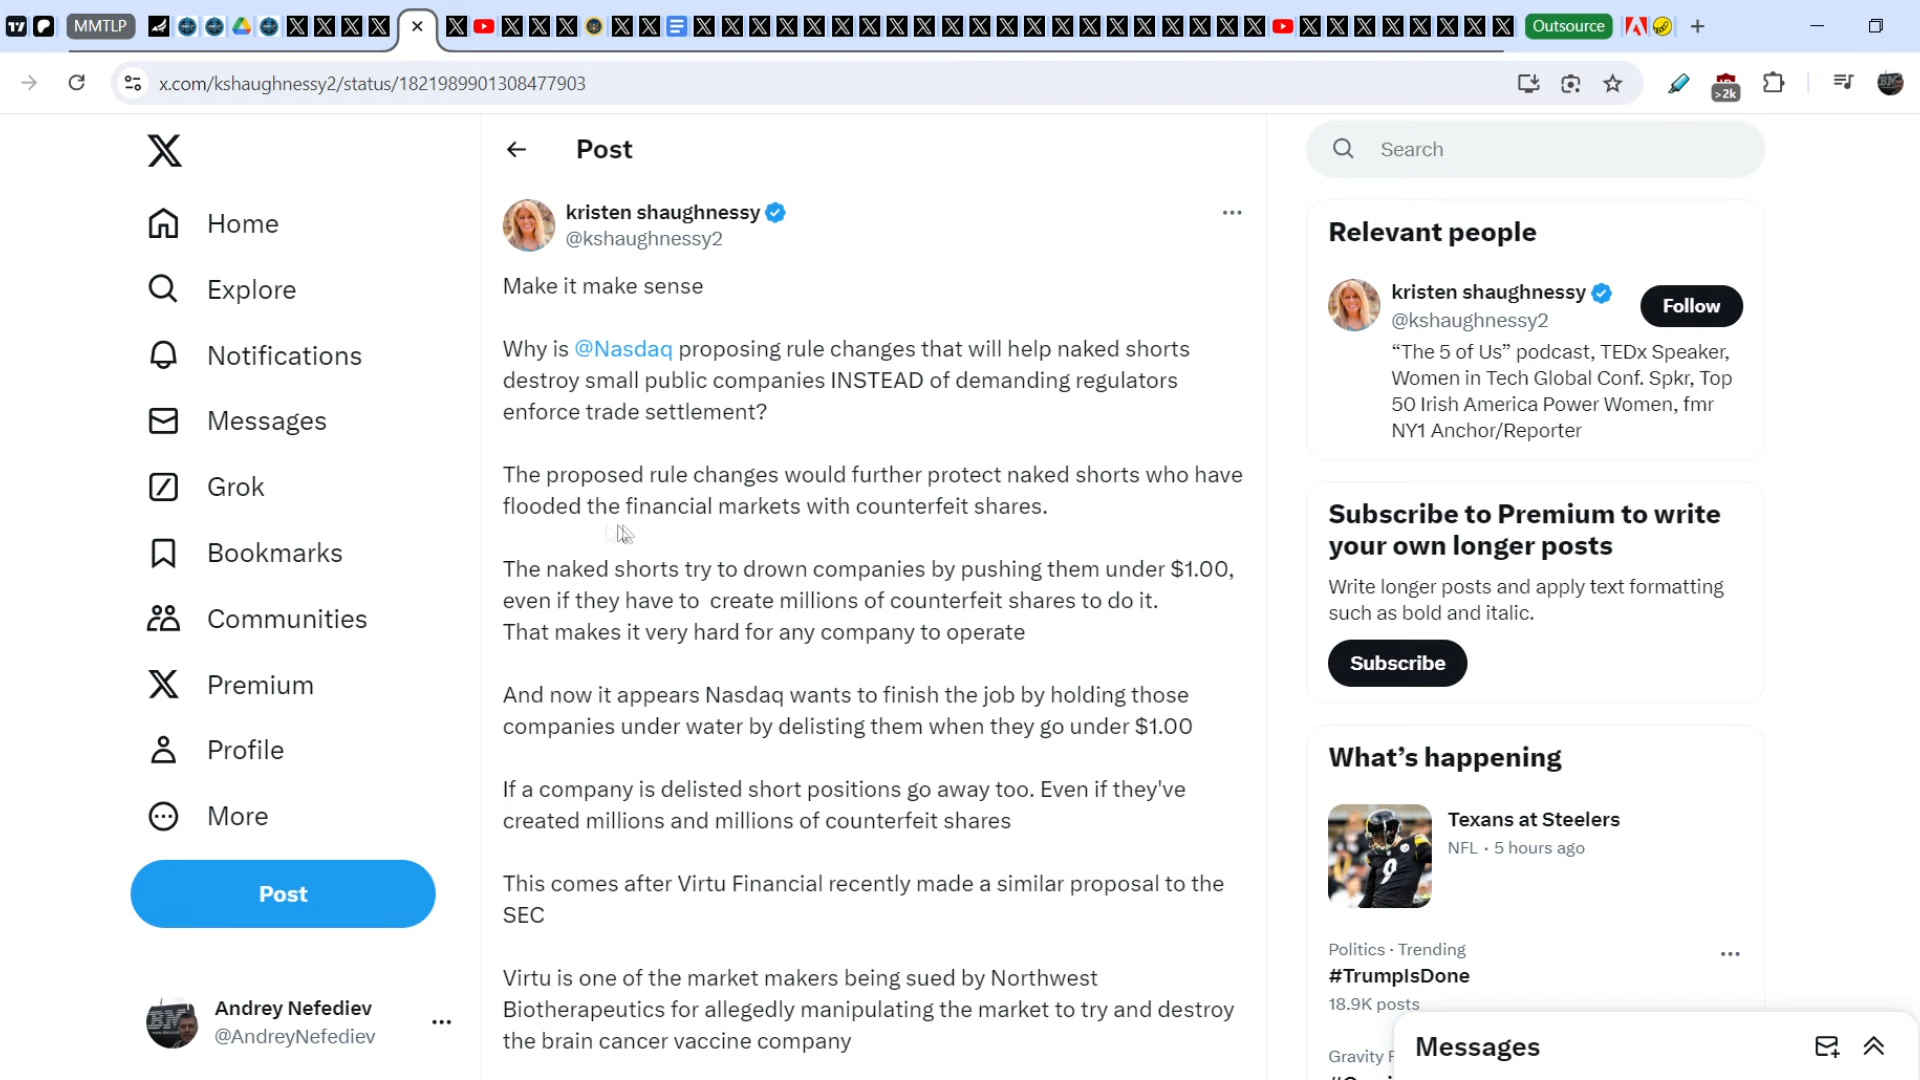 MMTLP
Outsource
x.com/kshaughnessy2/status/1821989901308477903
>2k
Home
Explore
Notifications
Messages
Grok
Bookmarks
Communities
Premium
Profile
More
Post
Andrey Nefediev
@AndreyNefediev
Post
kristen shaughnessy
@kshaughnessy2
Make it make sense
Why is @Nasdaq proposing rule changes that will help naked shorts
destroy small public companies INSTEAD of demanding regulators
enforce trade settlement?
The proposed rule changes would further protect naked shorts who have
flooded the financial markets with counterfeit shares.
The naked shorts try to drown companies by pushing them under $1.00,
even if they have to create millions of counterfeit shares to do it.
That makes it very hard for any company to operate
And now it appears Nasdaq wants to finish the job by holding those
companies under water by delisting them when they go under $1.00
If a company is delisted short positions go away too. Even if they've
created millions and millions of counterfeit shares
This comes after Virtu Financial recently made a similar proposal to the
SEC
Virtu is one of the market makers being sued by Northwest
Biotherapeutics for allegedly manipulating the market to try and destroy
the brain cancer vaccine company
Search
Relevant people
kristen shaughnessy
@kshaughnessy2
Follow
“The 5 of Us” podcast, TEDx Speaker,
Women in Tech Global Conf. Spkr, Top
50 Irish America Power Women, fmr
NY1 Anchor/Reporter
Subscribe to Premium to write
your own longer posts
Write longer posts and apply text formatting
such as bold and italic.
Subscribe
What’s happening
Texans at Steelers
NFL · 5 hours ago
Politics · Trending
#TrumpIsDone
18.9K posts
Gravity
Messages